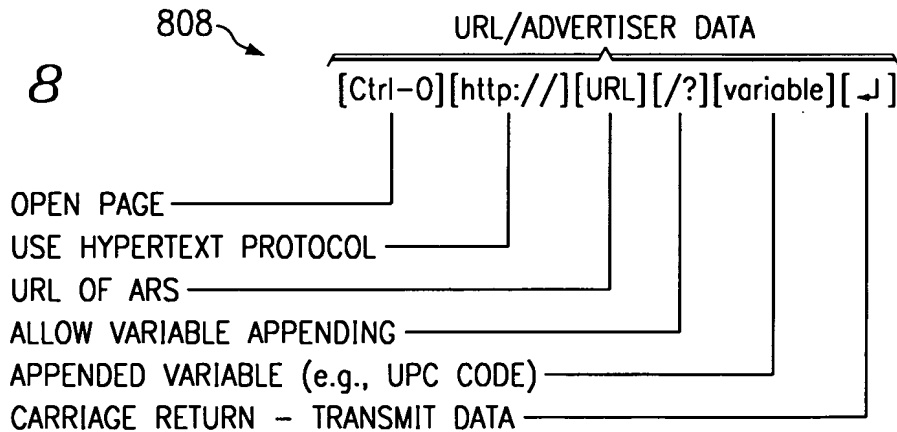 808
URL/ADVERTISER DATA
8
[Ctrl-O][http://][URL][/?][variable][↲]
OPEN PAGE
USE HYPERTEXT PROTOCOL
URL OF ARS
ALLOW VARIABLE APPENDING
APPENDED VARIABLE (e.g., UPC CODE)
CARRIAGE RETURN - TRANSMIT DATA